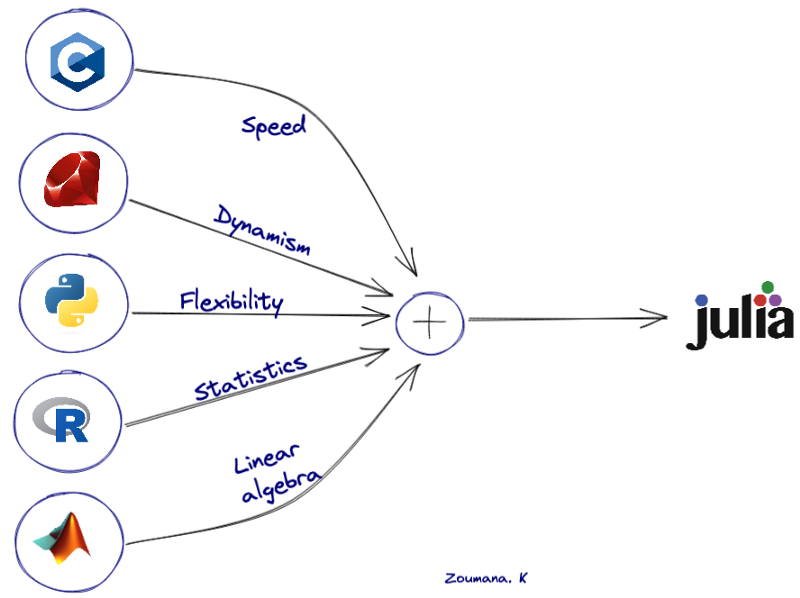 C
Speed
Dynamism
Flexibility
Statistics
R
Linear
algebra
julia
Zoumana. K